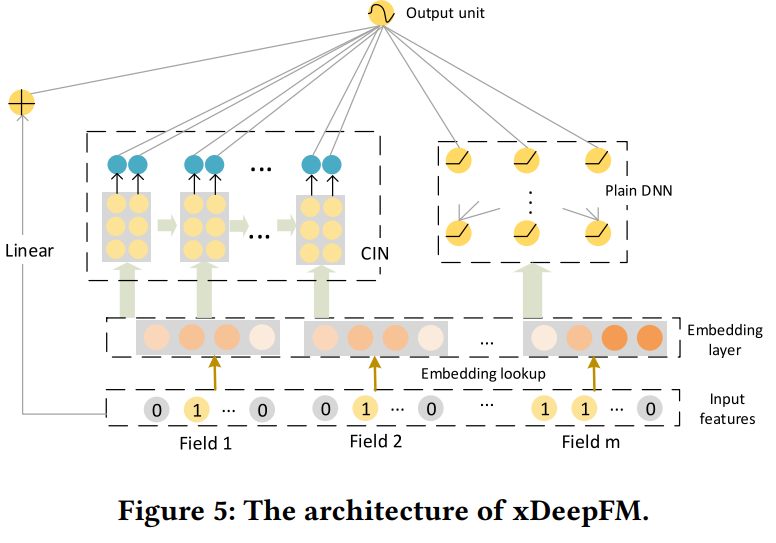 Output unit
...
Plain DNN
Linear
...
CIN
...
Embedding layer
Embedding lookup
0 1 ... 0 0 1 ... 0 ... 1 1 ... 0
Input features
Field 1 Field 2 Field m
Figure 5: The architecture of xDeepFM.